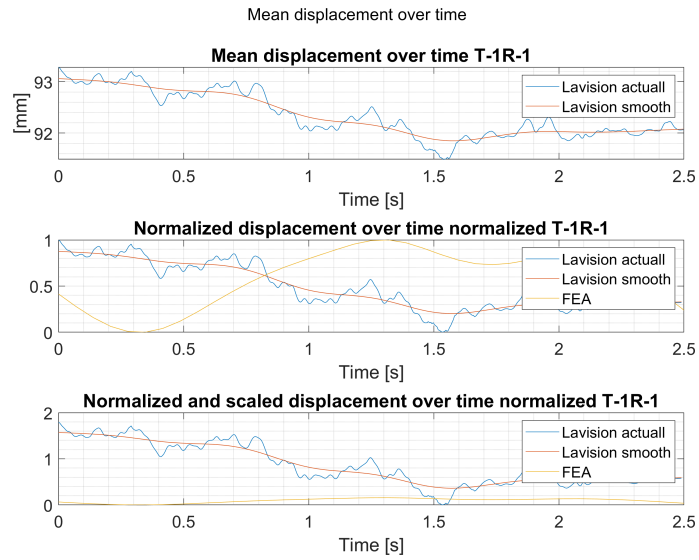 Mean displacement over time
Mean displacement over time T-1R-1
93
92
[mm]
Lavision actuall
Lavision smooth
0
0.5
1
1.5
2
2.5
Time [s]
Normalized displacement over time normalized T-1R-1
1
0.5
0
Lavision actuall
Lavision smooth
FEA
0
0.5
1
1.5
2
2.5
Time [s]
Normalized and scaled displacement over time normalized T-1R-1
2
1
0
Lavision actuall
Lavision smooth
FEA
0
0.5
1
1.5
2
2.5
Time [s]